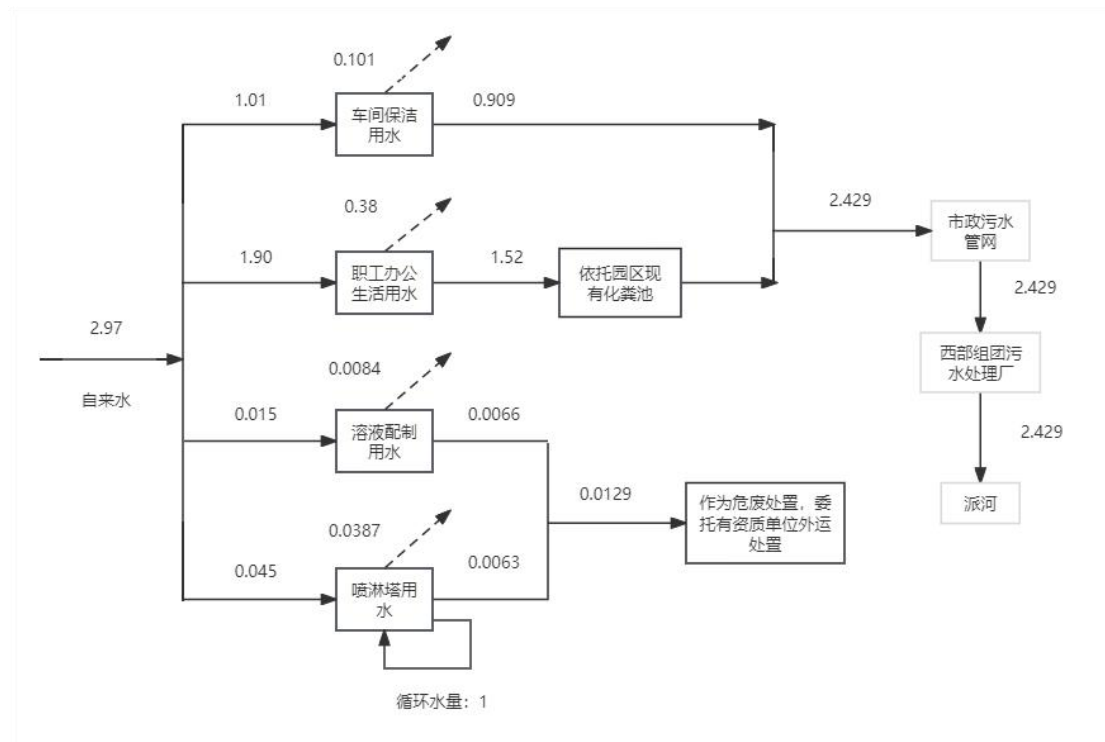 0.101
1.01
车间保洁
用水
0.909
0.38
1.90
职工办公
生活用水
1.52
依托园区现
有化粪池
2.429
市政污水
管网
2.429
西部组团污
水处理厂
2.429
派河
2.97
自来水
0.0084
0.015
溶液配制
用水
0.0066
0.0129
作为危废处置，委
托有资质单位外运
处置
0.0387
0.045
喷淋塔用
水
0.0063
循环水量：1